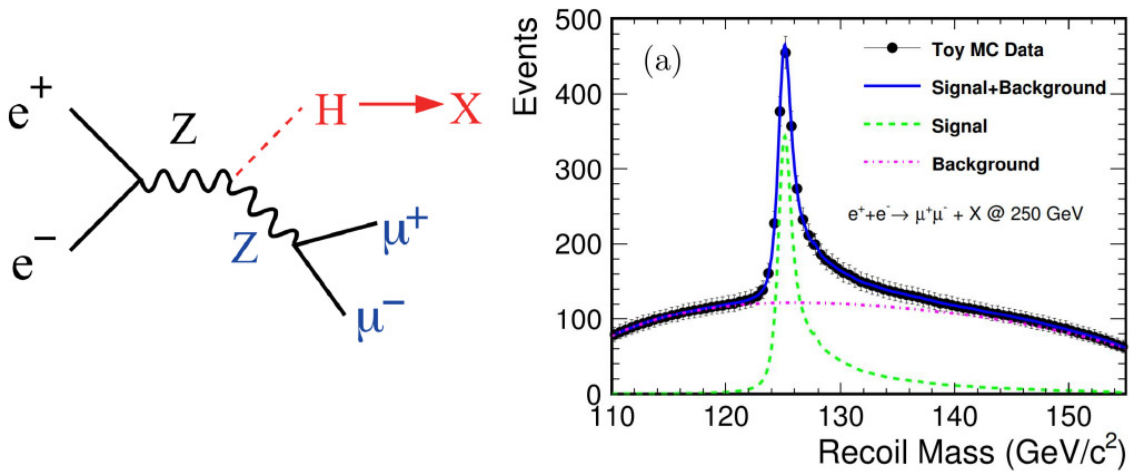 e+
e−
Z
H → X
Z
μ+
μ−
(a)
Toy MC Data
Signal+Background
Signal
Background
e++e-→ μ+μ- + X @ 250 GeV
Events
500
400
300
200
100
0
110 120 130 140 150
Recoil Mass (GeV/c²)